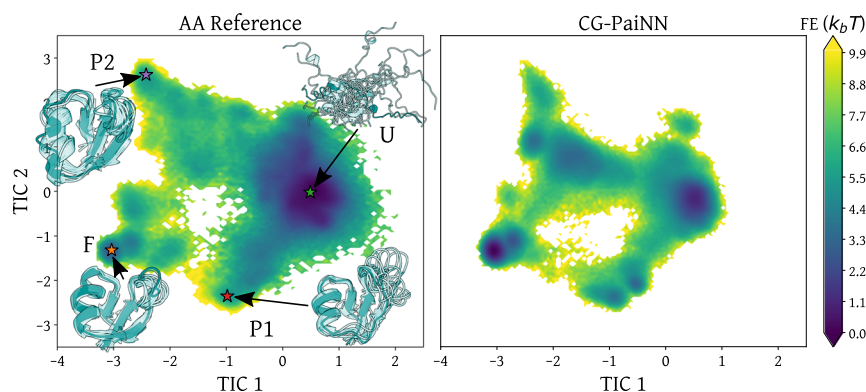 AA Reference
CG-PaiNN
FE (k_bT)
P2
U
F
P1
TIC 2
3
0
−1
−2
−3
−4 −3 −2 −1 0 1 2
TIC 1
−4 −3 −2 −1 0 1 2
TIC 1
9.9
8.8
7.7
6.6
5.5
4.4
3.3
2.2
1.1
0.0